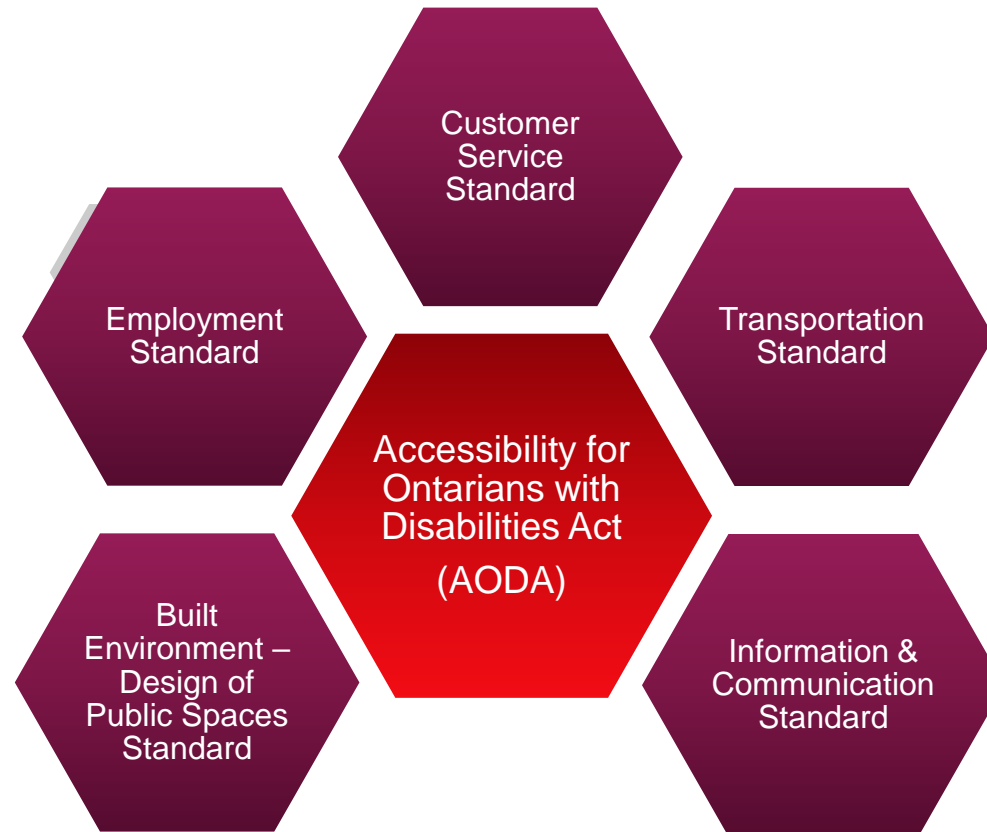 Customer
Service
Standard
Employment
Standard
Transportation
Standard
Accessibility for
Ontarians with
Disabilities Act
(AODA)
Built
Environment –
Design of
Public Spaces
Standard
Information &
Communication
Standard